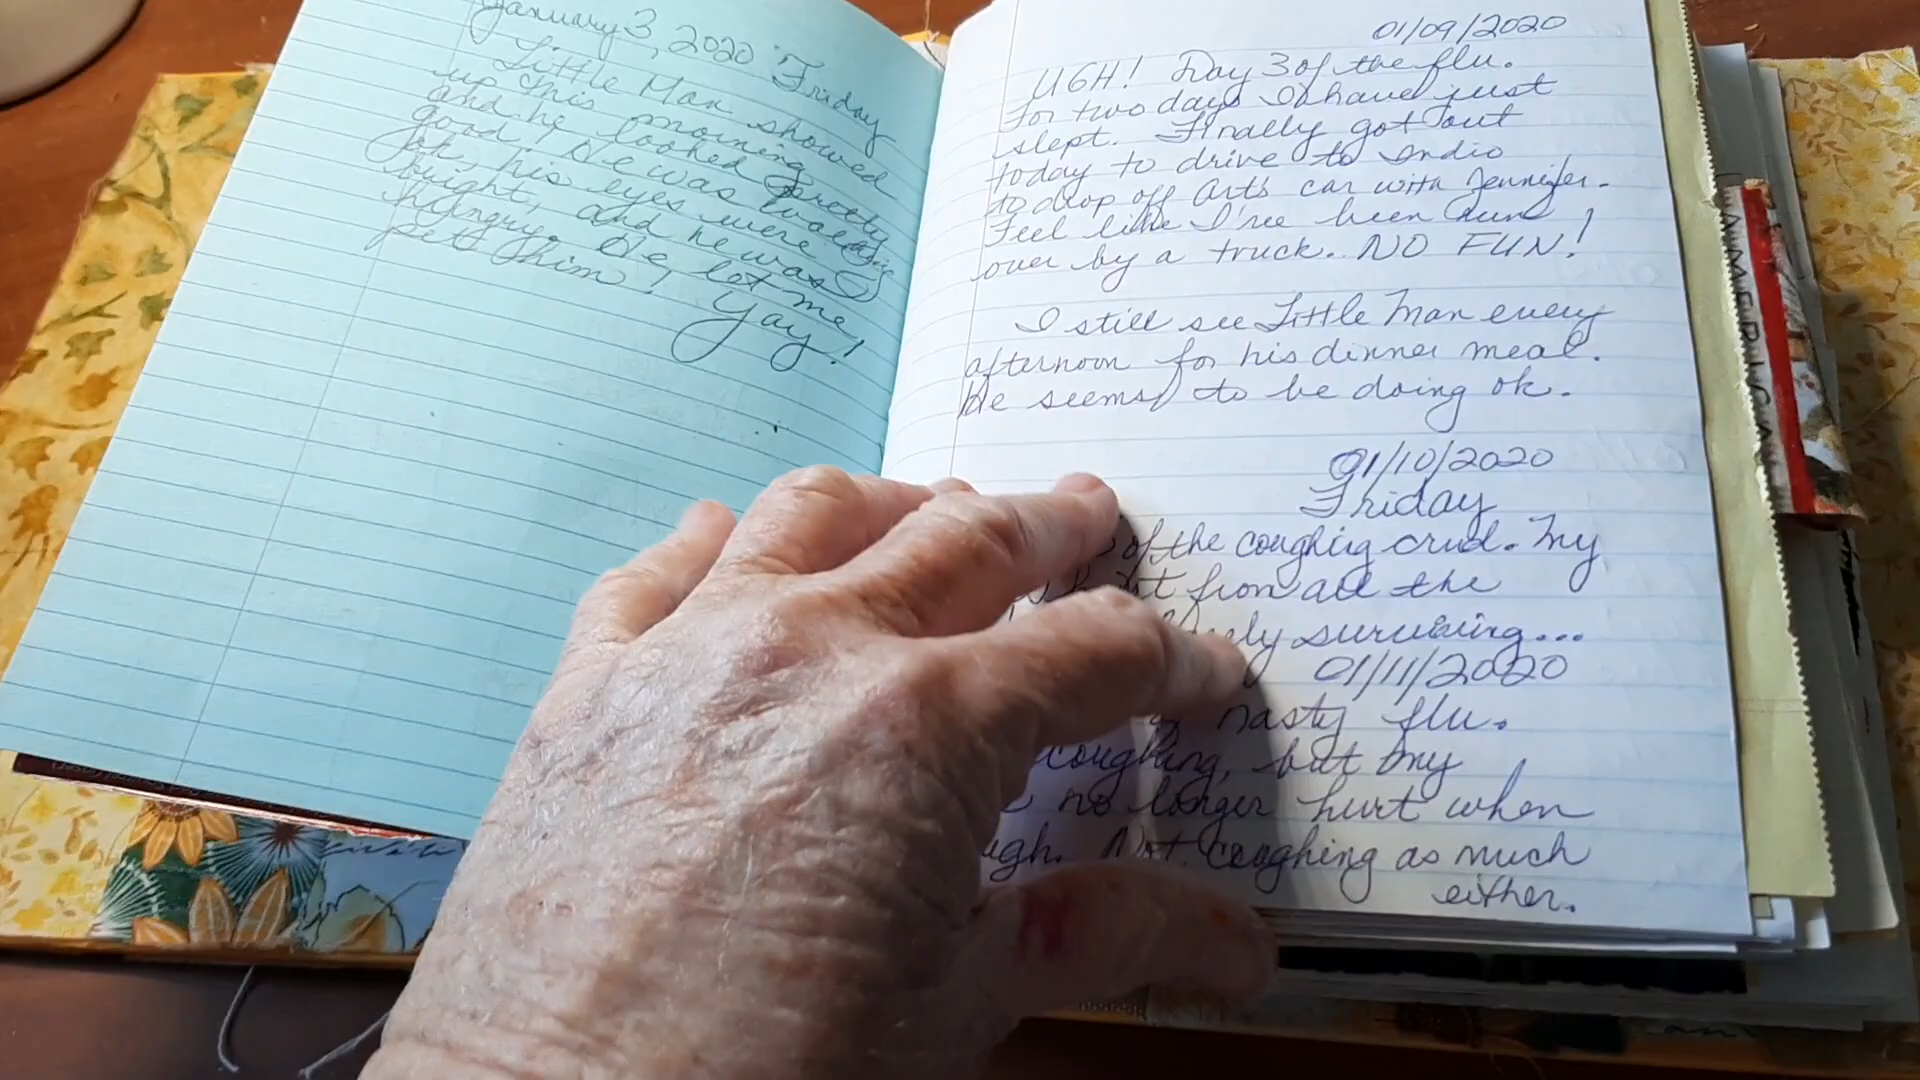 January 3, 2020 Friday
Little Man showed
up this morning
and he looked pretty
good! He was
ok, his eyes were
bright, and he was
hungry. He let me
pet him! Yay!
01/09/2020
UGH! Day 3 of the flu.
For two days I have just
slept. Finally got out
today to drive to Indio
to drop off Art's car with Jennifer.
Feel like I've been run
over by a truck. NO FUN!
I still see Little Man every
afternoon for his dinner meal.
He seems to be doing ok.
01/10/2020
Friday
of the coughig crud. My
from all the
surviving...
01/11/2020
nasty flu.
coughing, but my
no longer hurt when
Not coughing as much
either.
AMERICA